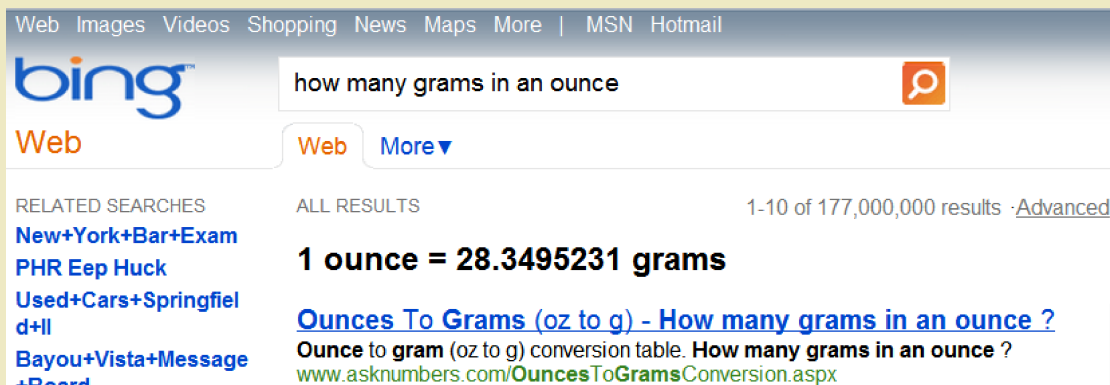 Web Images Videos Shopping News Maps More | MSN Hotmail
bing™
how many grams in an ounce
Web
Web More▼
RELATED SEARCHES
New+York+Bar+Exam
PHR Eep Huck
Used+Cars+Springfiel
d+Il
Bayou+Vista+Message
+Board
ALL RESULTS
1-10 of 177,000,000 results ·Advanced
1 ounce = 28.3495231 grams
Ounces To Grams (oz to g) - How many grams in an ounce ?
Ounce to gram (oz to g) conversion table. How many grams in an ounce ?
www.asknumbers.com/OuncesToGramsConversion.aspx